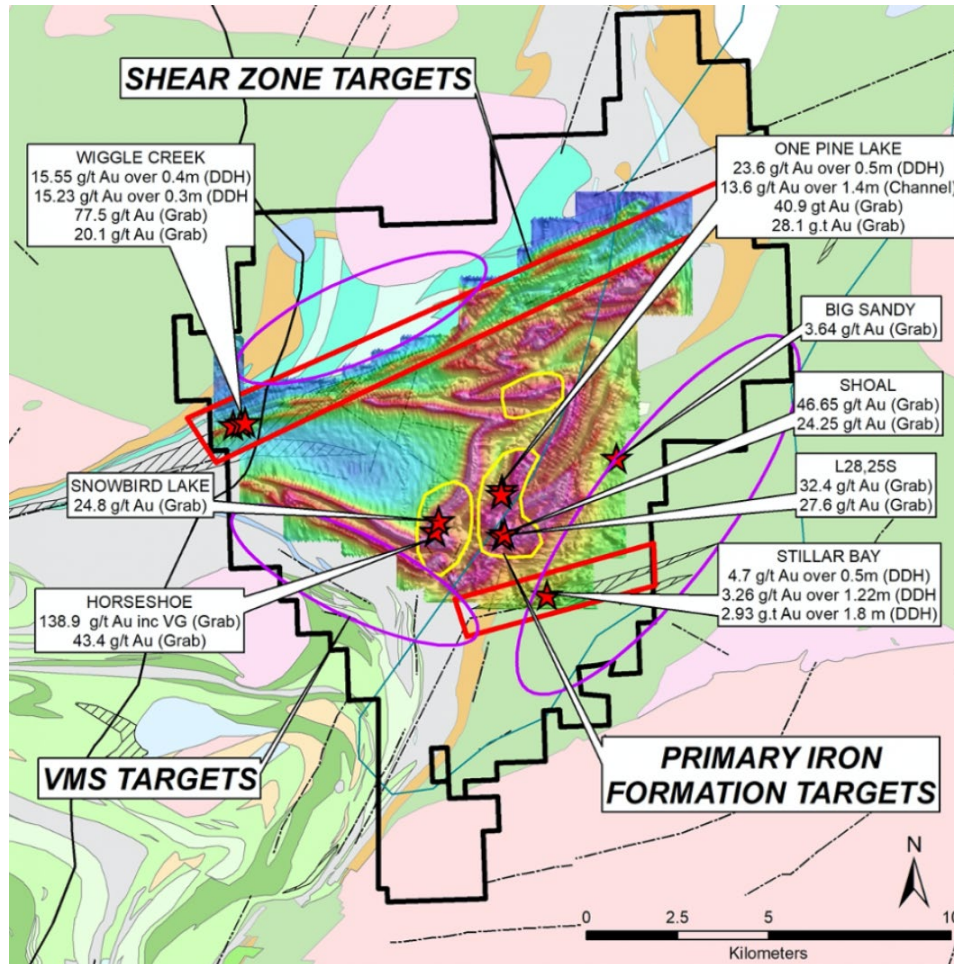 SHEAR ZONE TARGETS
WIGGLE CREEK
15.55 g/t Au over 0.4m (DDH)
15.23 g/t Au over 0.3m (DDH
77.5 g/t Au (Grab)
20.1 g/t Au (Grab)
ONE PINE LAKE
23.6 g/t Au over 0.5m (DDH)
13.6 g/t Au over 1.4m (Channel)
40.9 gt Au (Grab)
28.1 g.t Au (Grab)
BIG SANDY
3.64 g/t Au (Grab)
SHOAL
46.65 g/t Au (Grab)
24.25 g/t Au (Grab)
SNOWBIRD LAKE
24.8 g/t Au (Grab)
L28,25S
32.4 g/t Au (Grab)
27.6 g/t Au (Grab)
STILLAR BAY
4.7 g/t Au over 0.5m (DDH)
3.26 g/t Au over 1.22m (DDH
2.93 g.t Au over 1.8 m (DDH)
HORSESHOE
138.9 g/t Au inc VG (Grab)
43.4 g/t Au (Grab)
VMS TARGETS
PRIMARY IRON
FORMATION TARGETS
N
0 2.5 5 10
Kilometers